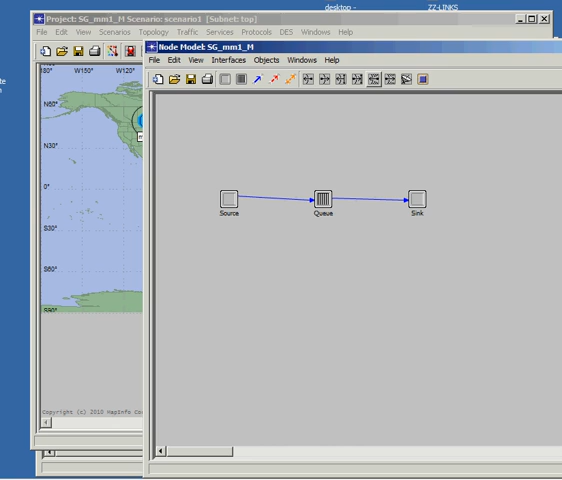 desktop - ZZ-LINKS
Project: SG_mm1_M Scenario: scenario1 [Subnet: top]
File Edit View Scenarios Topology Traffic Services Protocols DES Windows Help
Node Model: SG_mm1_M
File Edit View Interfaces Objects Windows Help
W150° W120°
N60°
N30°
0°
S30°
S60°
Source Queue Sink
Copyright (c) 2010 MapInfo